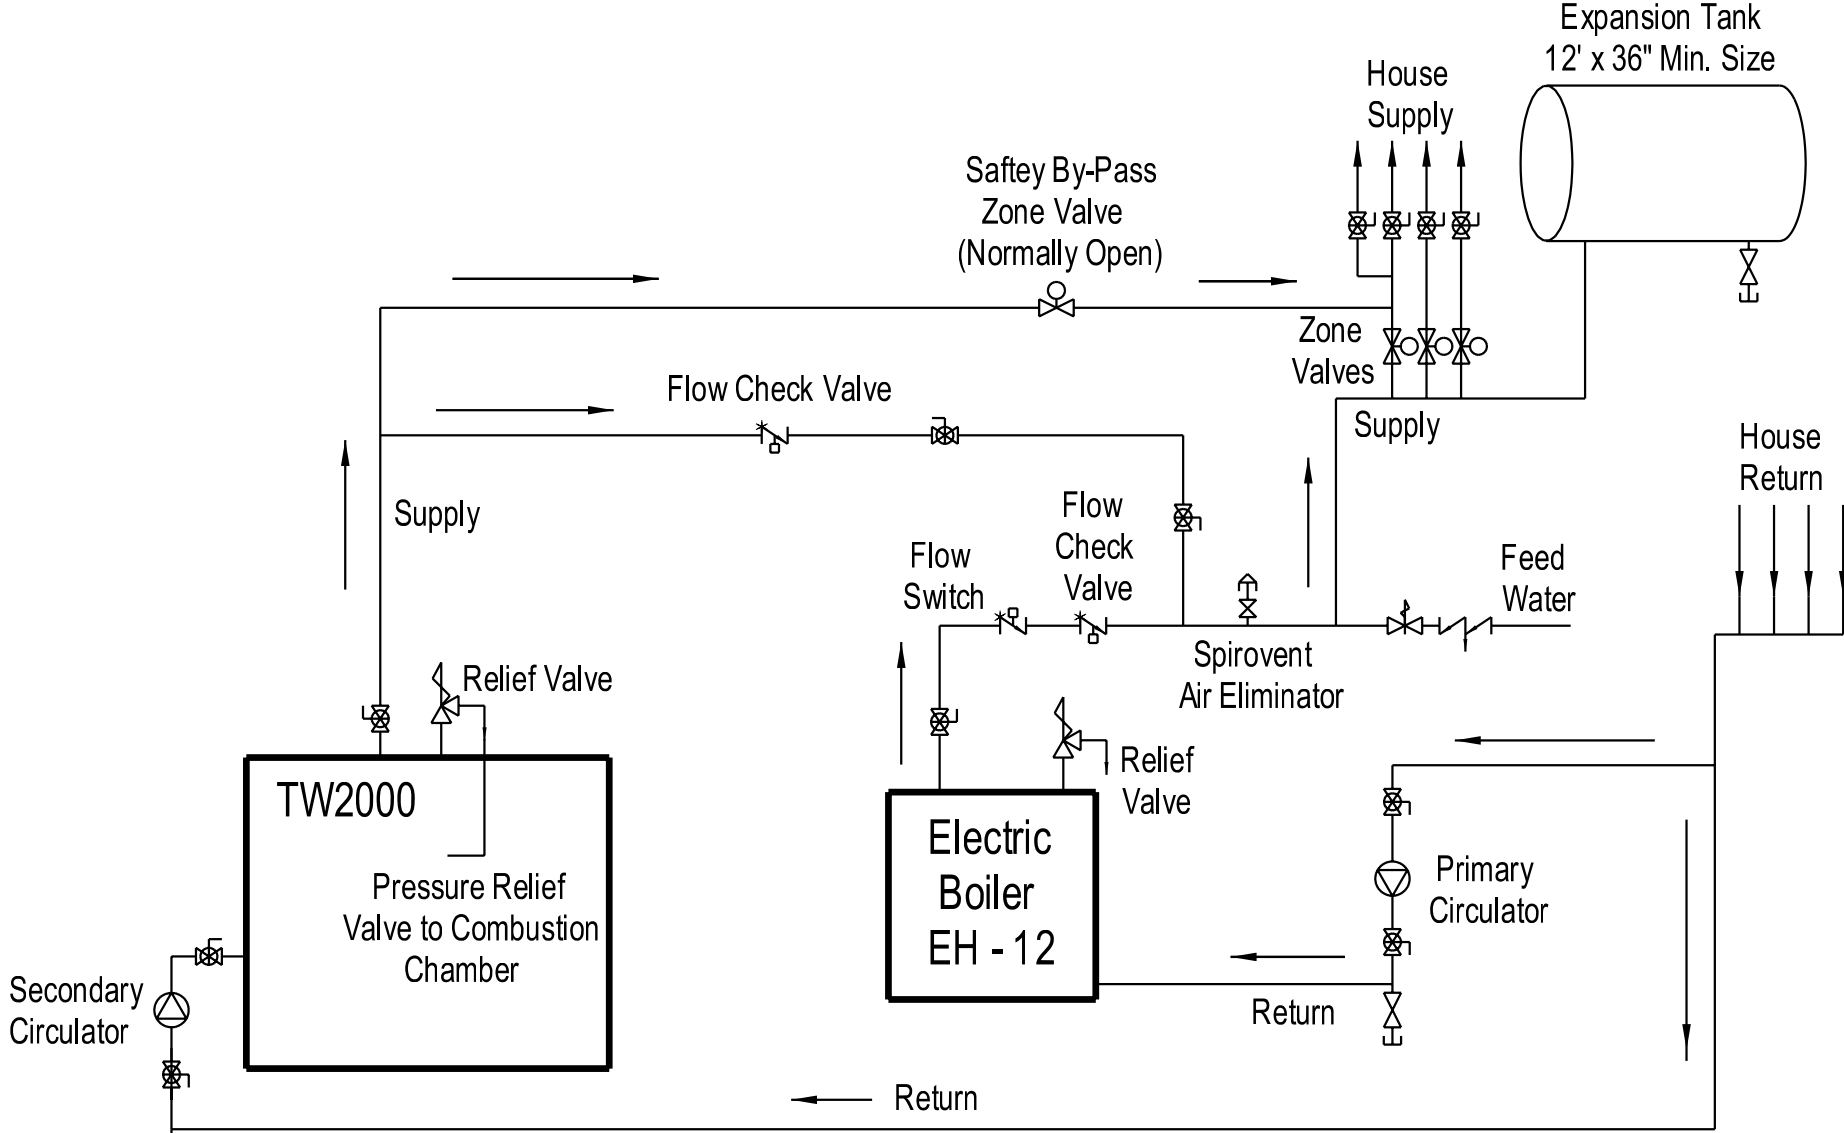 Expansion Tank
12' x 36" Min. Size
House
Supply
Saftey By-Pass
Zone Valve
(Normally Open)
Zone
Valves
Flow Check Valve
Supply
House
Return
Supply
Flow
Check
Valve
Flow
Switch
Feed
Water
Spirovent
Air Eliminator
Relief Valve
Relief
Valve
TW2000
Electric
Boiler
EH - 12
Pressure Relief
Valve to Combustion
Chamber
Primary
Circulator
Secondary
Circulator
Return
Return